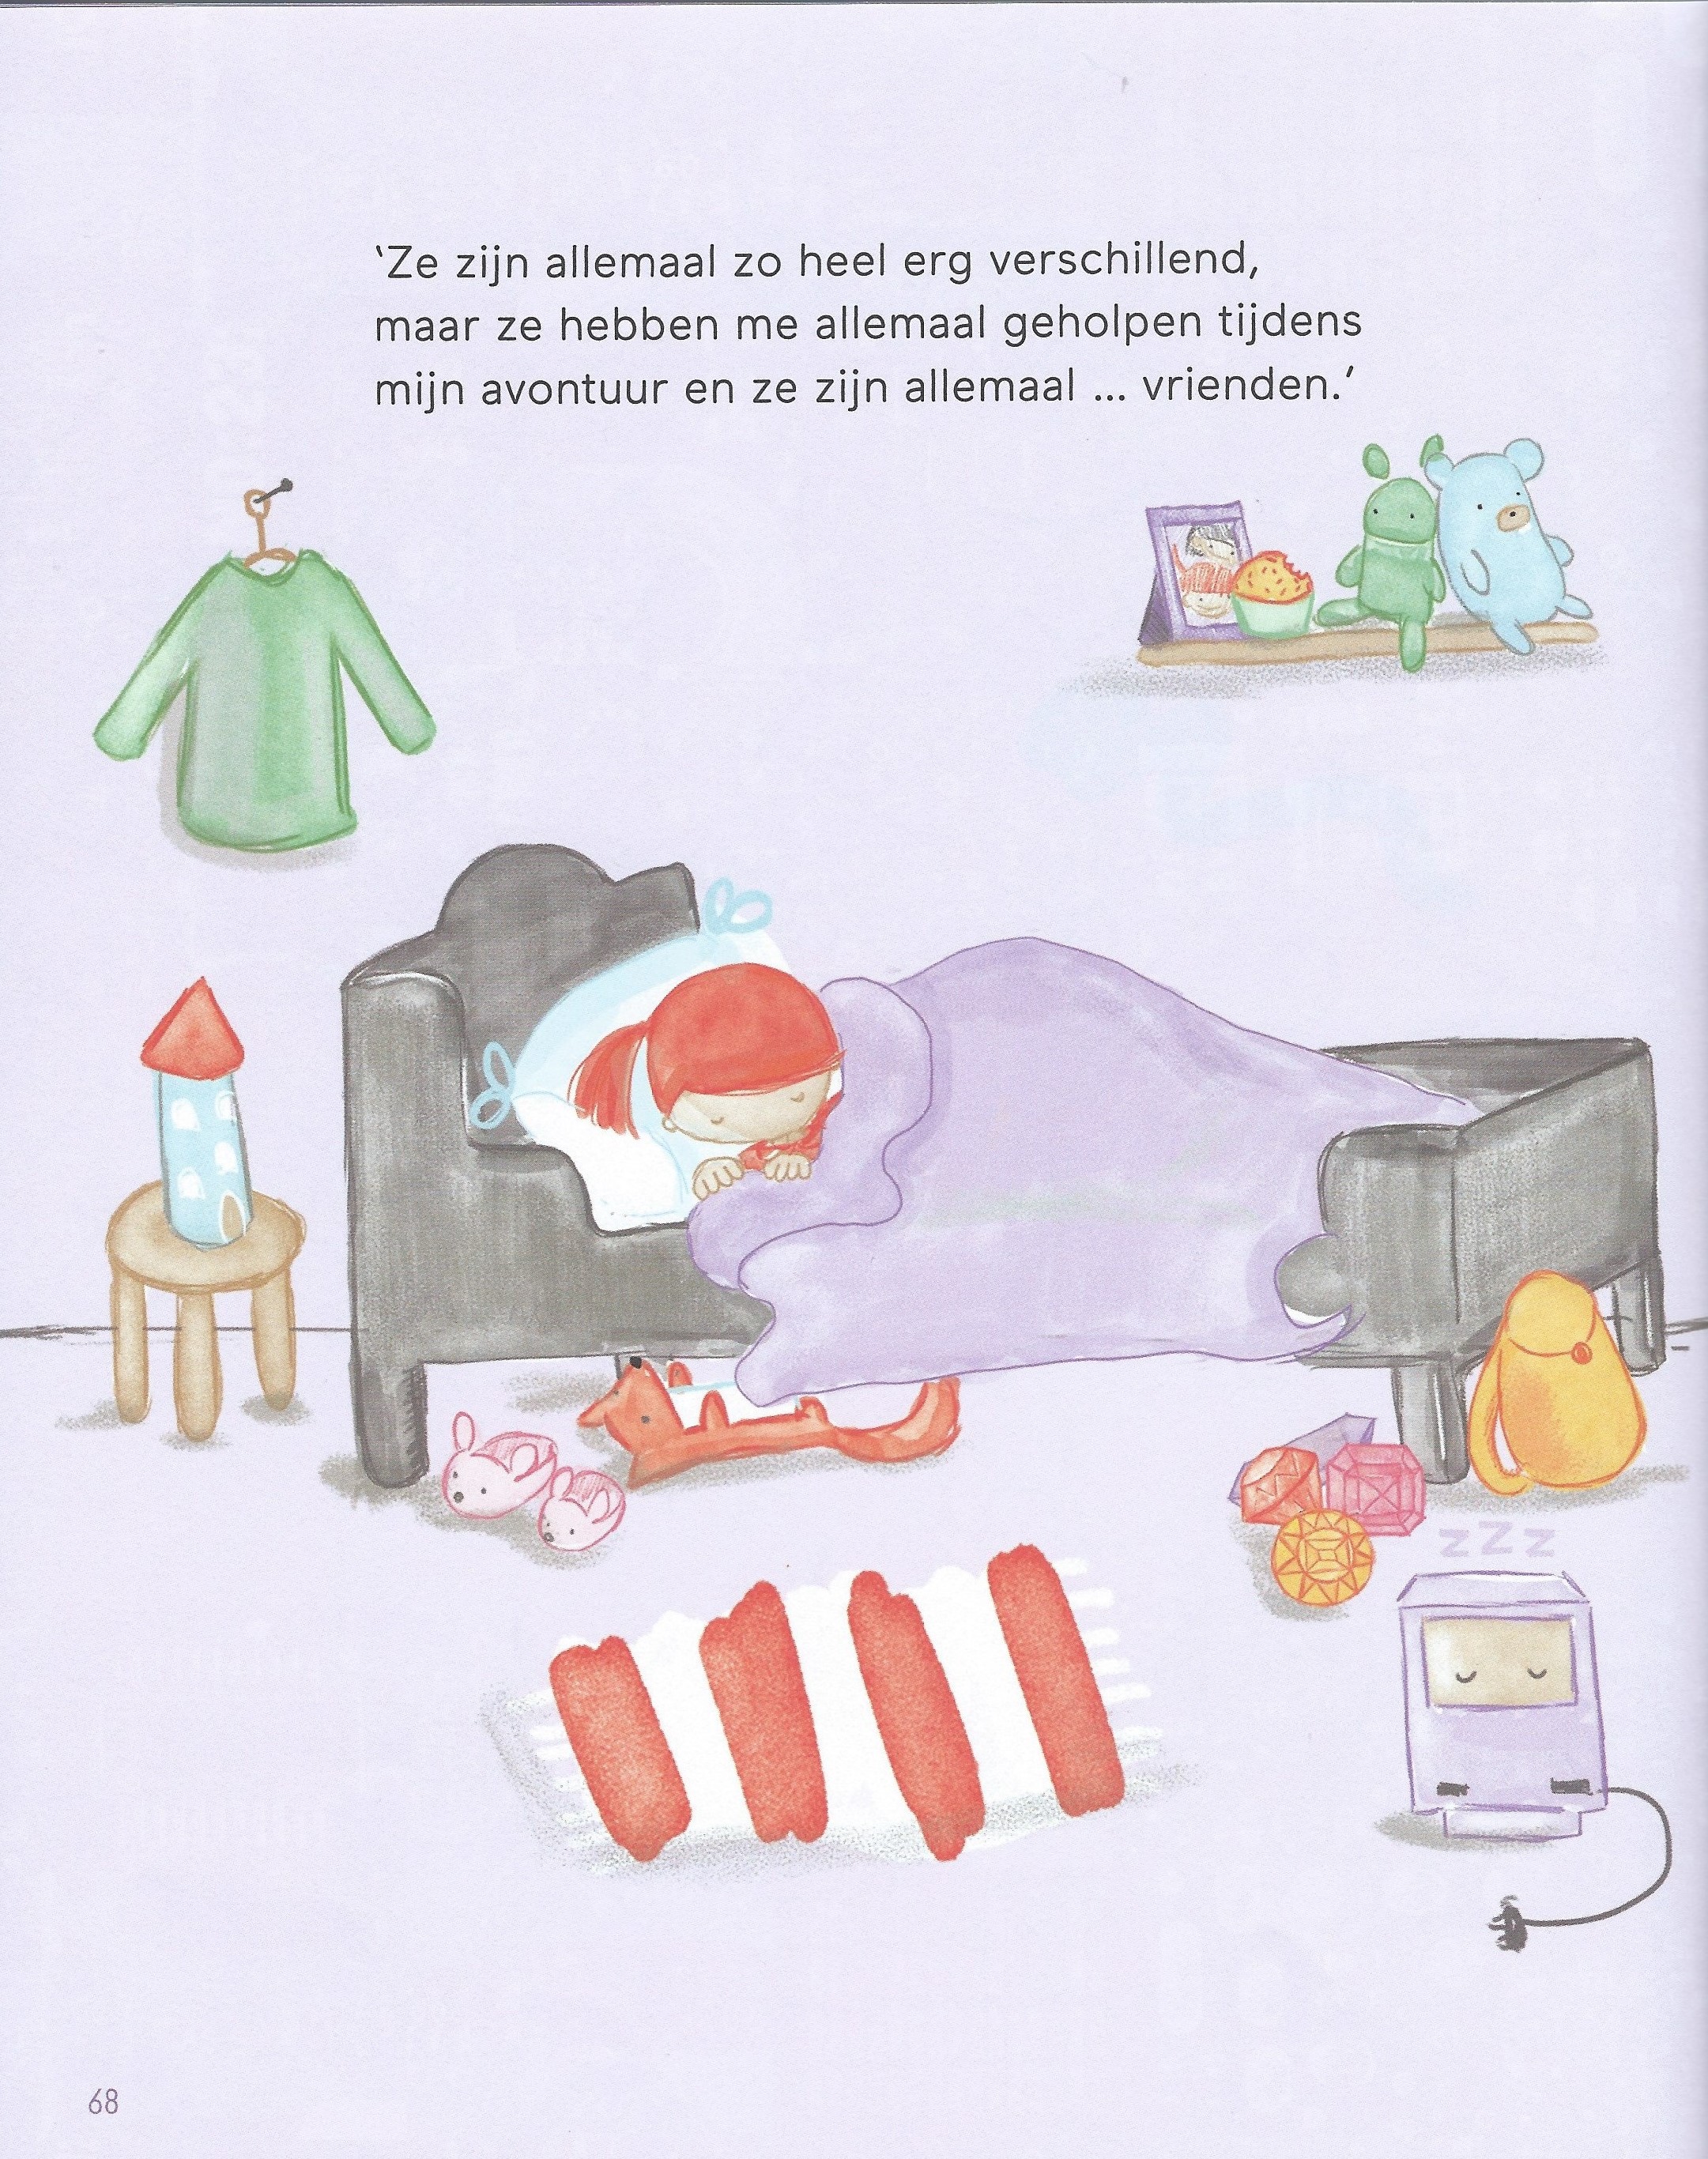 ‘Ze zijn allemaal zo heel erg verschillend,
maar ze hebben me allemaal geholpen tijdens
mijn avontuur en ze zijn allemaal ... vrienden.’
zZz
68